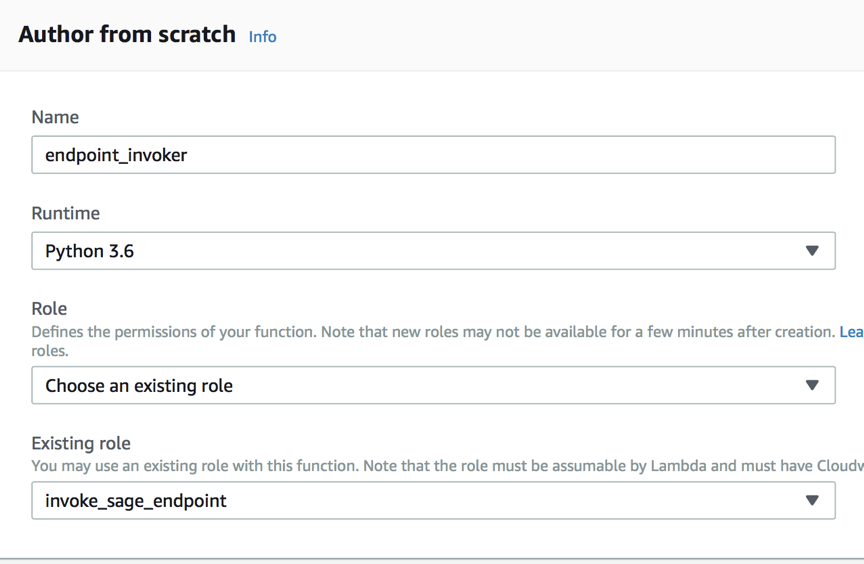 Author from scratch Info
Name
endpoint_invoker
Runtime
Python 3.6
Role
Defines the permissions of your function. Note that new roles may not be available for a few minutes after creation. Lea
roles.
Choose an existing role
Existing role
You may use an existing role with this function. Note that the role must be assumable by Lambda and must have Cloudw
invoke_sage_endpoint